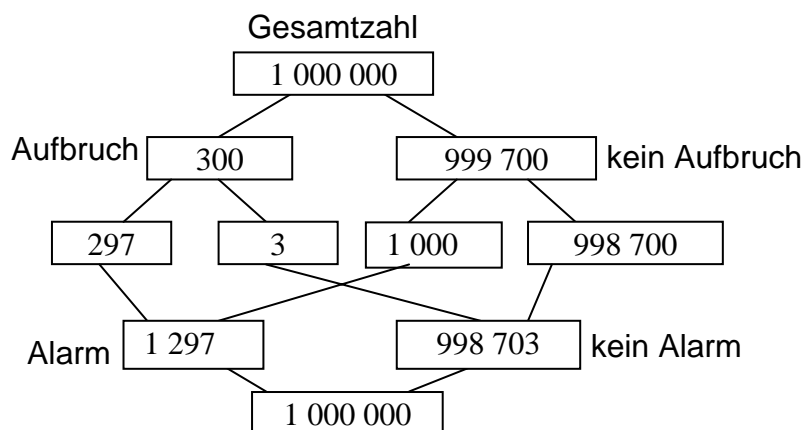 Gesamtzahl
1 000 000
Aufbruch 300 999 700 kein Aufbruch
297 3 1 000 998 700
Alarm 1 297 998 703 kein Alarm
1 000 000